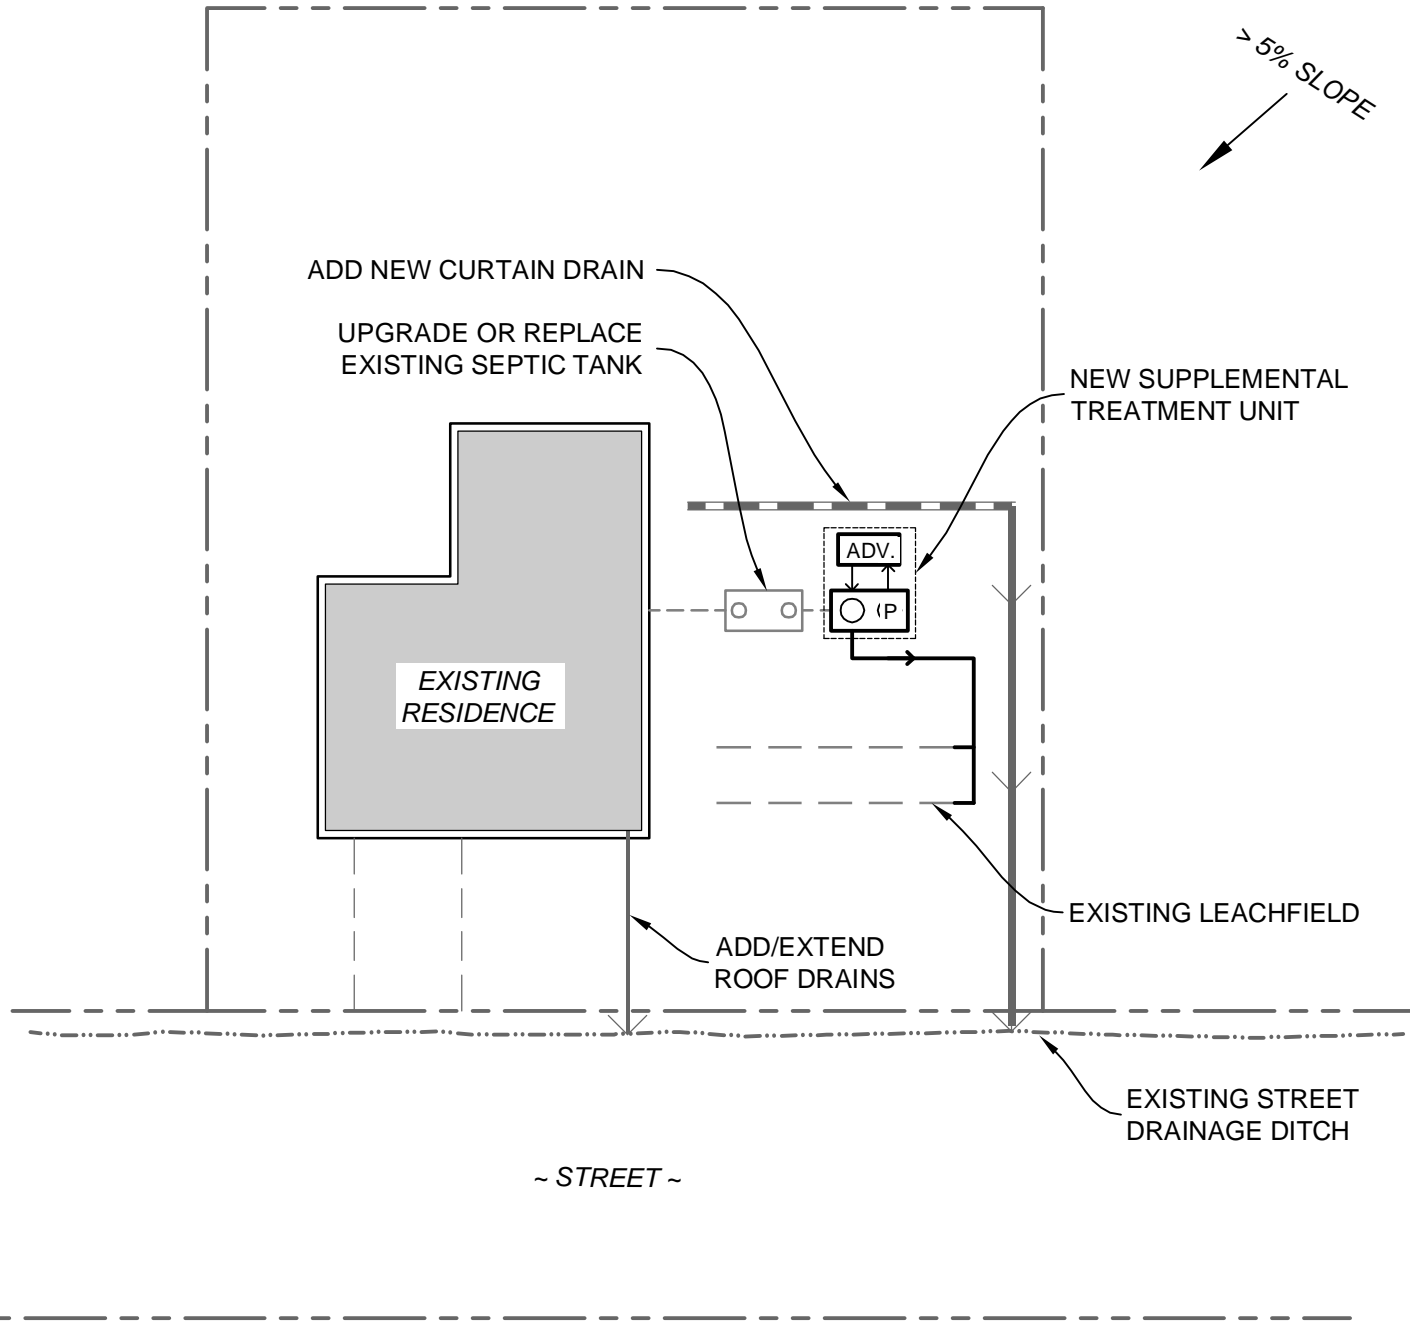 > 5% SLOPE
ADD NEW CURTAIN DRAIN
UPGRADE OR REPLACE
EXISTING SEPTIC TANK
NEW SUPPLEMENTAL
TREATMENT UNIT
ADV.
(P
EXISTING
RESIDENCE
EXISTING LEACHFIELD
ADD/EXTEND
ROOF DRAINS
EXISTING STREET
DRAINAGE DITCH
~ STREET ~